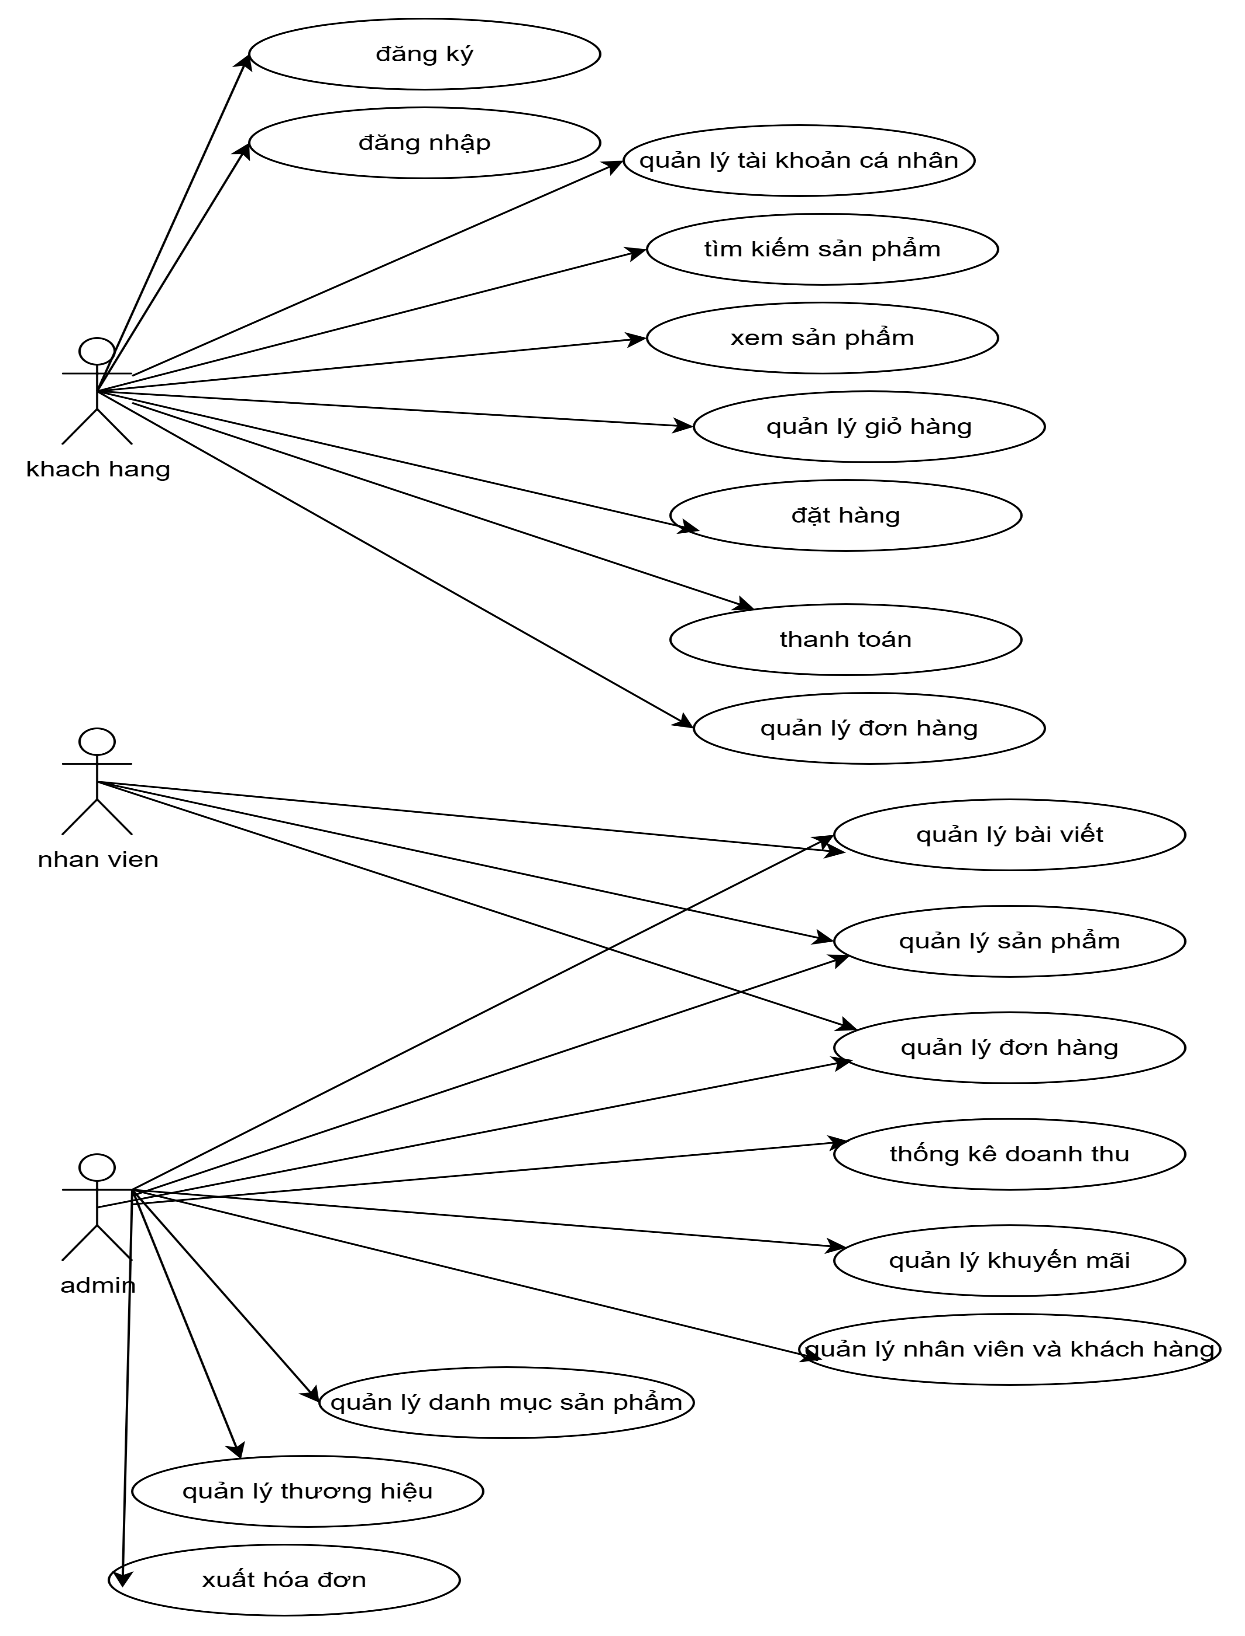 đăng ký
đăng nhập
quản lý tài khoản cá nhân
tìm kiếm sản phẩm
xem sản phẩm
quản lý giỏ hàng
khach hang
đặt hàng
thanh toán
quản lý đơn hàng
quản lý bài viết
nhan vien
quản lý sản phẩm
quản lý đơn hàng
thống kê doanh thu
quản lý khuyến mãi
admin
quản lý nhân viên và khách hàng
quản lý danh mục sản phẩm
quản lý thương hiệu
xuất hóa đơn